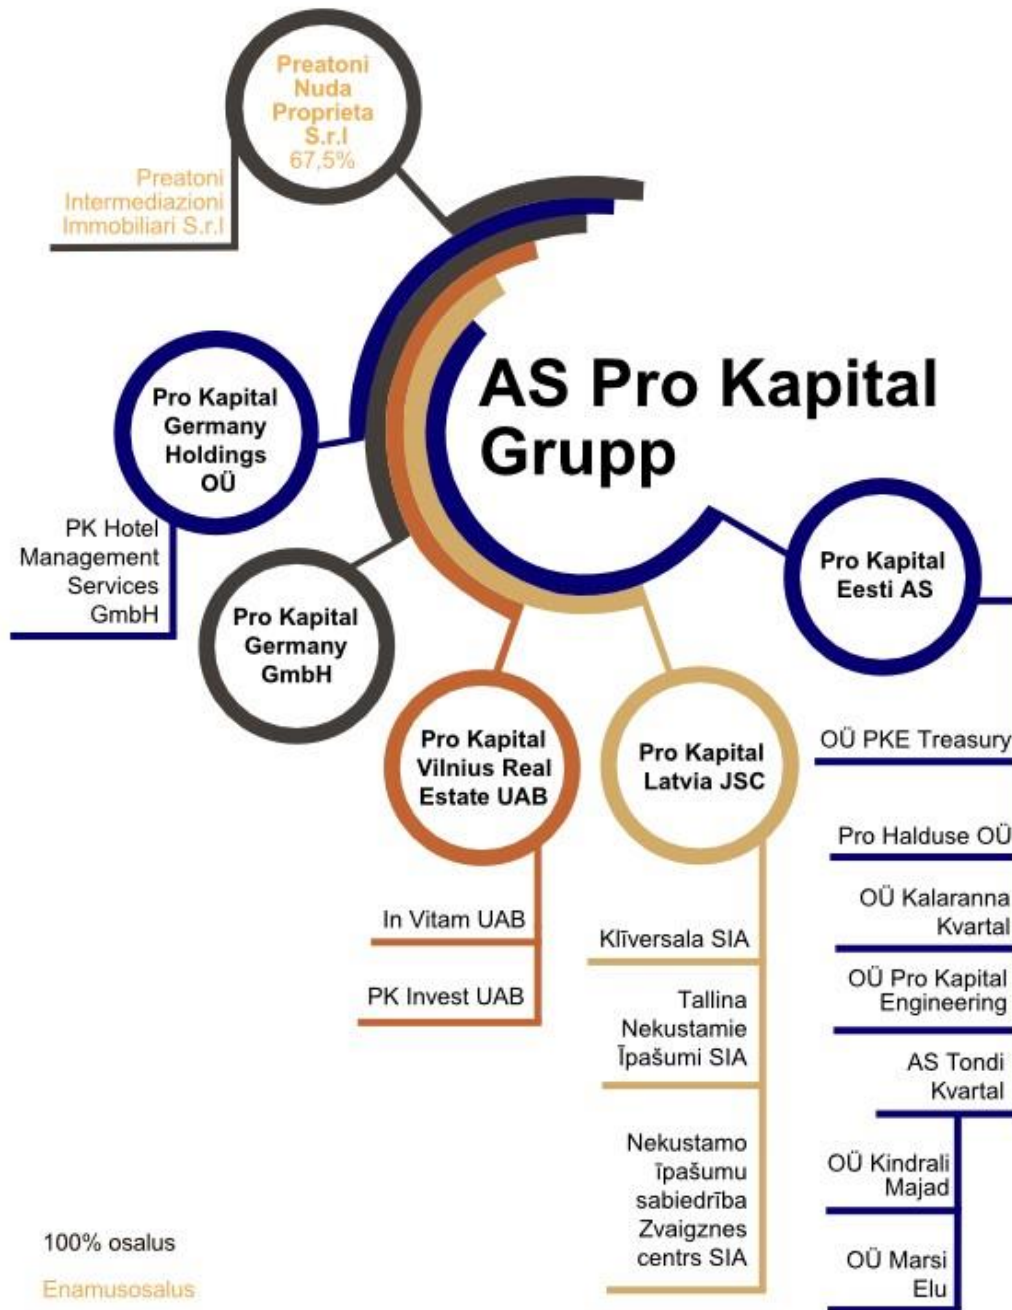 Preatoni
Nuda
Proprieta
S.r.l
67,5%
Preatoni
Intermediazioni
Immobiliari S.r.l
AS Pro Kapital
Grupp
Pro Kapital
Germany
Holdings
OÜ
PK Hotel
Management
Services
GmbH
Pro Kapital
Germany
GmbH
Pro Kapital
Vilnius Real
Estate UAB
In Vitam UAB
PK Invest UAB
Pro Kapital
Latvia JSC
Klīversala SIA
Tallina
Nekustamie
Īpašumi SIA
Nekustamo
īpašumu
sabiedrība
Zvaigznes
centrs SIA
Pro Kapital
Eesti AS
OÜ PKE Treasury
Pro Halduse OÜ
OÜ Kalaranna
Kvartal
OÜ Pro Kapital
Engineering
AS Tondi
Kvartal
OÜ Kindrali
Majad
OÜ Marsi
Elu
100% osalus
Enamusosalus